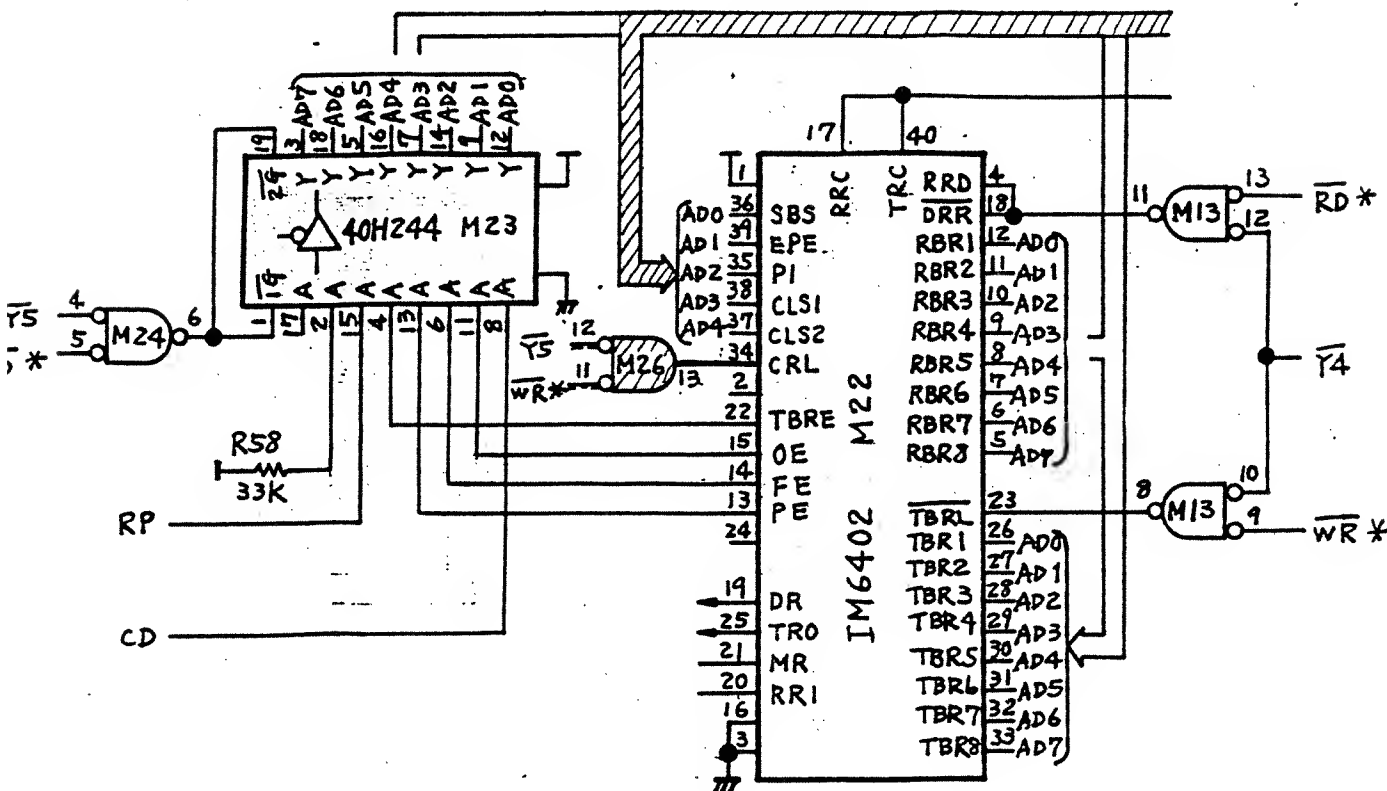 AD7 AD6 AD5 AD4 AD3 AD2 AD1 AD0
19 3 18 5 16 7 14 9 12
2G Y Y Y Y Y Y Y Y
40H244 M23
1G A A A A A A A A
1 17 2 15 4 13 6 11 8
Y5 4
5
M24
6
*
R58
33K
RP
CD
Y5 12
WR* 11
M26
13
17 40
RRC TRC
1
AD0 36 SBS
AD1 39 EPE
AD2 35 PI
AD3 38 CLS1
AD4 37 CLS2
34 CRL
2
22 TBRE
15 OE
14 FE
13 PE
24
19 DR
25 TRO
21 MR
20 RRI
16
3
IM6402 M22
RRD 4
DRR 18
RBR1 12 AD0
RBR2 11 AD1
RBR3 10 AD2
RBR4 9 AD3
RBR5 8 AD4
RBR6 7 AD5
RBR7 6 AD6
RBR8 5 AD7
TBRL 23
TBR1 26 AD0
TBR2 27 AD1
TBR3 28 AD2
TBR4 29 AD3
TBR5 30 AD4
TBR6 31 AD5
TBR7 32 AD6
TBR8 33 AD7
11 M13 13 RD*
12
Y4
8 M13 10
9 WR*